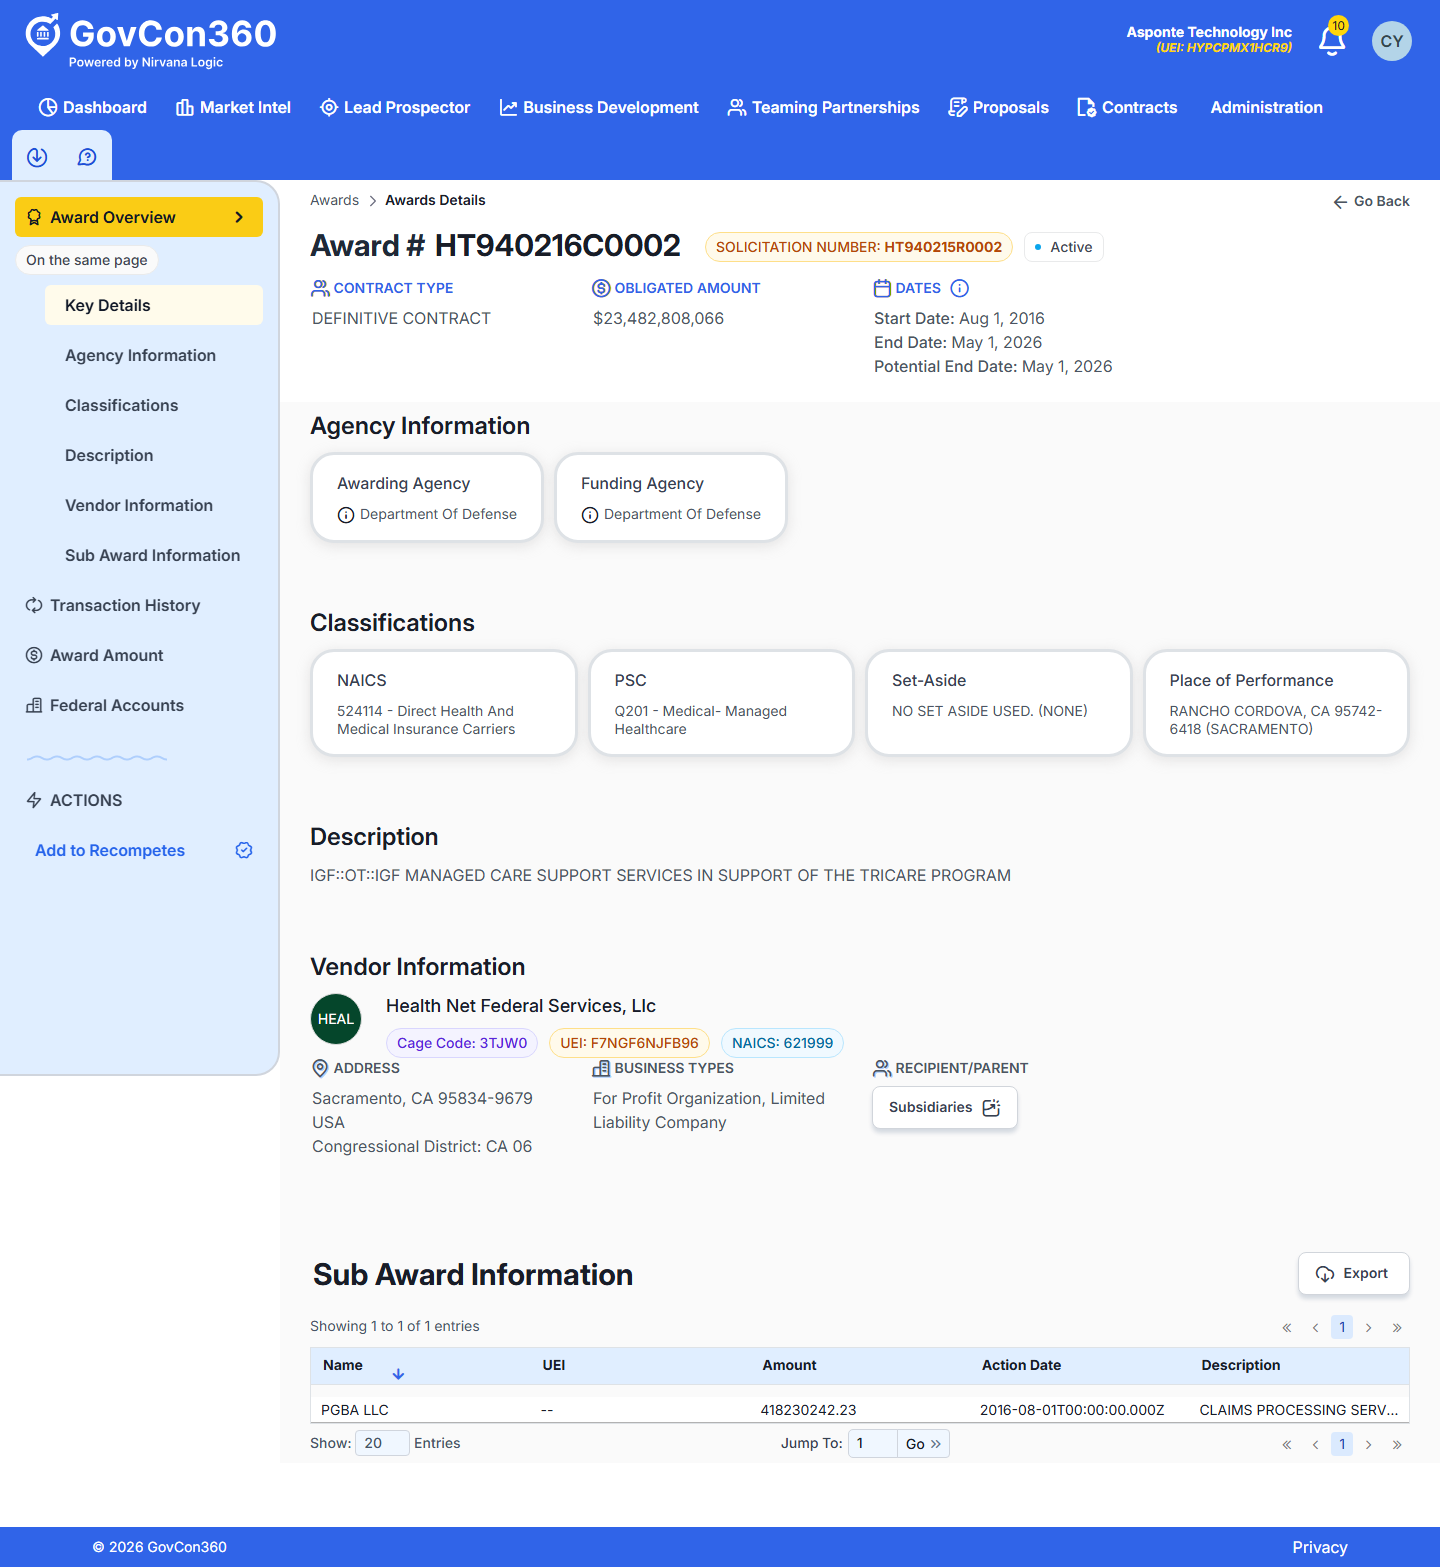 GovCon360
Powered by Nirvana Logic
Asponte Technology Inc
(UEI: HYPCPMX1HCR9)
10
CY
Dashboard
Market Intel
Lead Prospector
Business Development
Teaming Partnerships
Proposals
Contracts
Administration
Award Overview
On the same page
Key Details
Agency Information
Classifications
Description
Vendor Information
Sub Award Information
Transaction History
Award Amount
Federal Accounts
ACTIONS
Add to Recompetes
Awards > Awards Details
Go Back
Award # HT940216C0002
SOLICITATION NUMBER: HT940215R0002
Active
CONTRACT TYPE
DEFINITIVE CONTRACT
OBLIGATED AMOUNT
$23,482,808,066
DATES
Start Date: Aug 1, 2016
End Date: May 1, 2026
Potential End Date: May 1, 2026
Agency Information
Awarding Agency
Department Of Defense
Funding Agency
Department Of Defense
Classifications
NAICS
524114 - Direct Health And
Medical Insurance Carriers
PSC
Q201 - Medical- Managed
Healthcare
Set-Aside
NO SET ASIDE USED. (NONE)
Place of Performance
RANCHO CORDOVA, CA 95742-
6418 (SACRAMENTO)
Description
IGF::OT::IGF MANAGED CARE SUPPORT SERVICES IN SUPPORT OF THE TRICARE PROGRAM
Vendor Information
HEAL
Health Net Federal Services, Llc
Cage Code: 3TJW0
UEI: F7NGF6NJFB96
NAICS: 621999
ADDRESS
Sacramento, CA 95834-9679
USA
Congressional District: CA 06
BUSINESS TYPES
For Profit Organization, Limited
Liability Company
RECIPIENT/PARENT
Subsidiaries
Sub Award Information
Export
Showing 1 to 1 of 1 entries
« ‹ 1 › »
Name UEI Amount Action Date Description
PGBA LLC -- 418230242.23 2016-08-01T00:00:00.000Z CLAIMS PROCESSING SERV...
Show: 20 Entries
Jump To: 1 Go »
« ‹ 1 › »
© 2026 GovCon360
Privacy